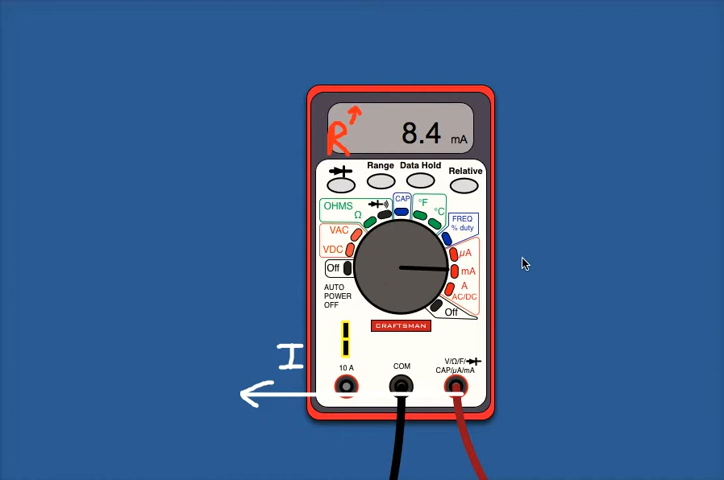 R
8.4 mA
Range Data Hold Relative
OHMS
Ω
CAP
°F
°C
FREQ
% duty
VAC
VDC
Off
µA
mA
A
AC/DC
Off
AUTO
POWER
OFF
CRAFTSMAN
I
10 A
COM
V/Ω/F/
CAP/µA/mA